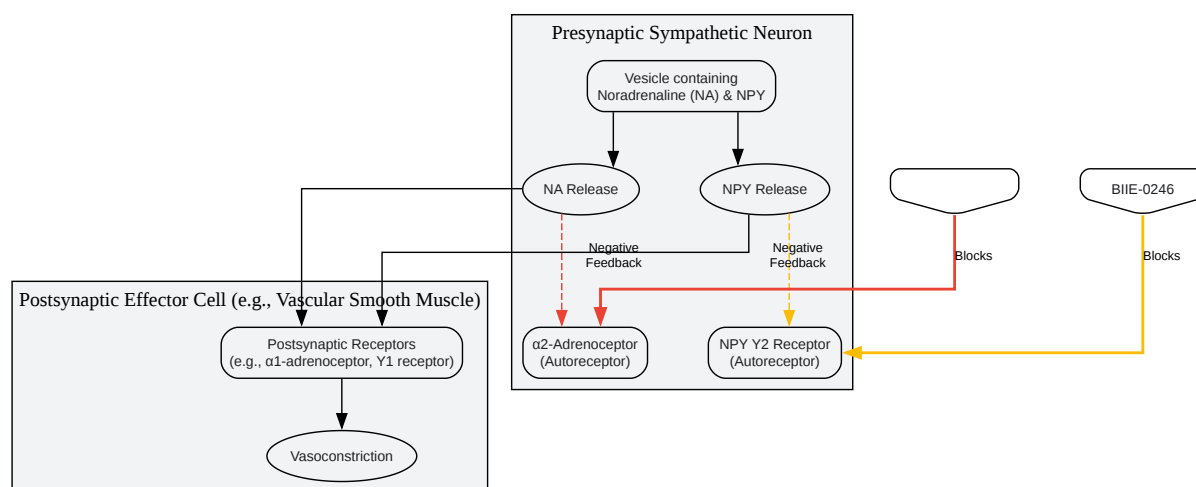 Presynaptic Sympathetic Neuron
Vesicle containing
Noradrenaline (NA) & NPY
NA Release
NPY Release
BIIE-0246
Negative
Feedback
Negative
Feedback
Blocks
Blocks
Postsynaptic Effector Cell (e.g., Vascular Smooth Muscle)
Postsynaptic Receptors
(e.g., α1-adrenoceptor, Y1 receptor)
α2-Adrenoceptor
(Autoreceptor)
NPY Y2 Receptor
(Autoreceptor)
Vasoconstriction